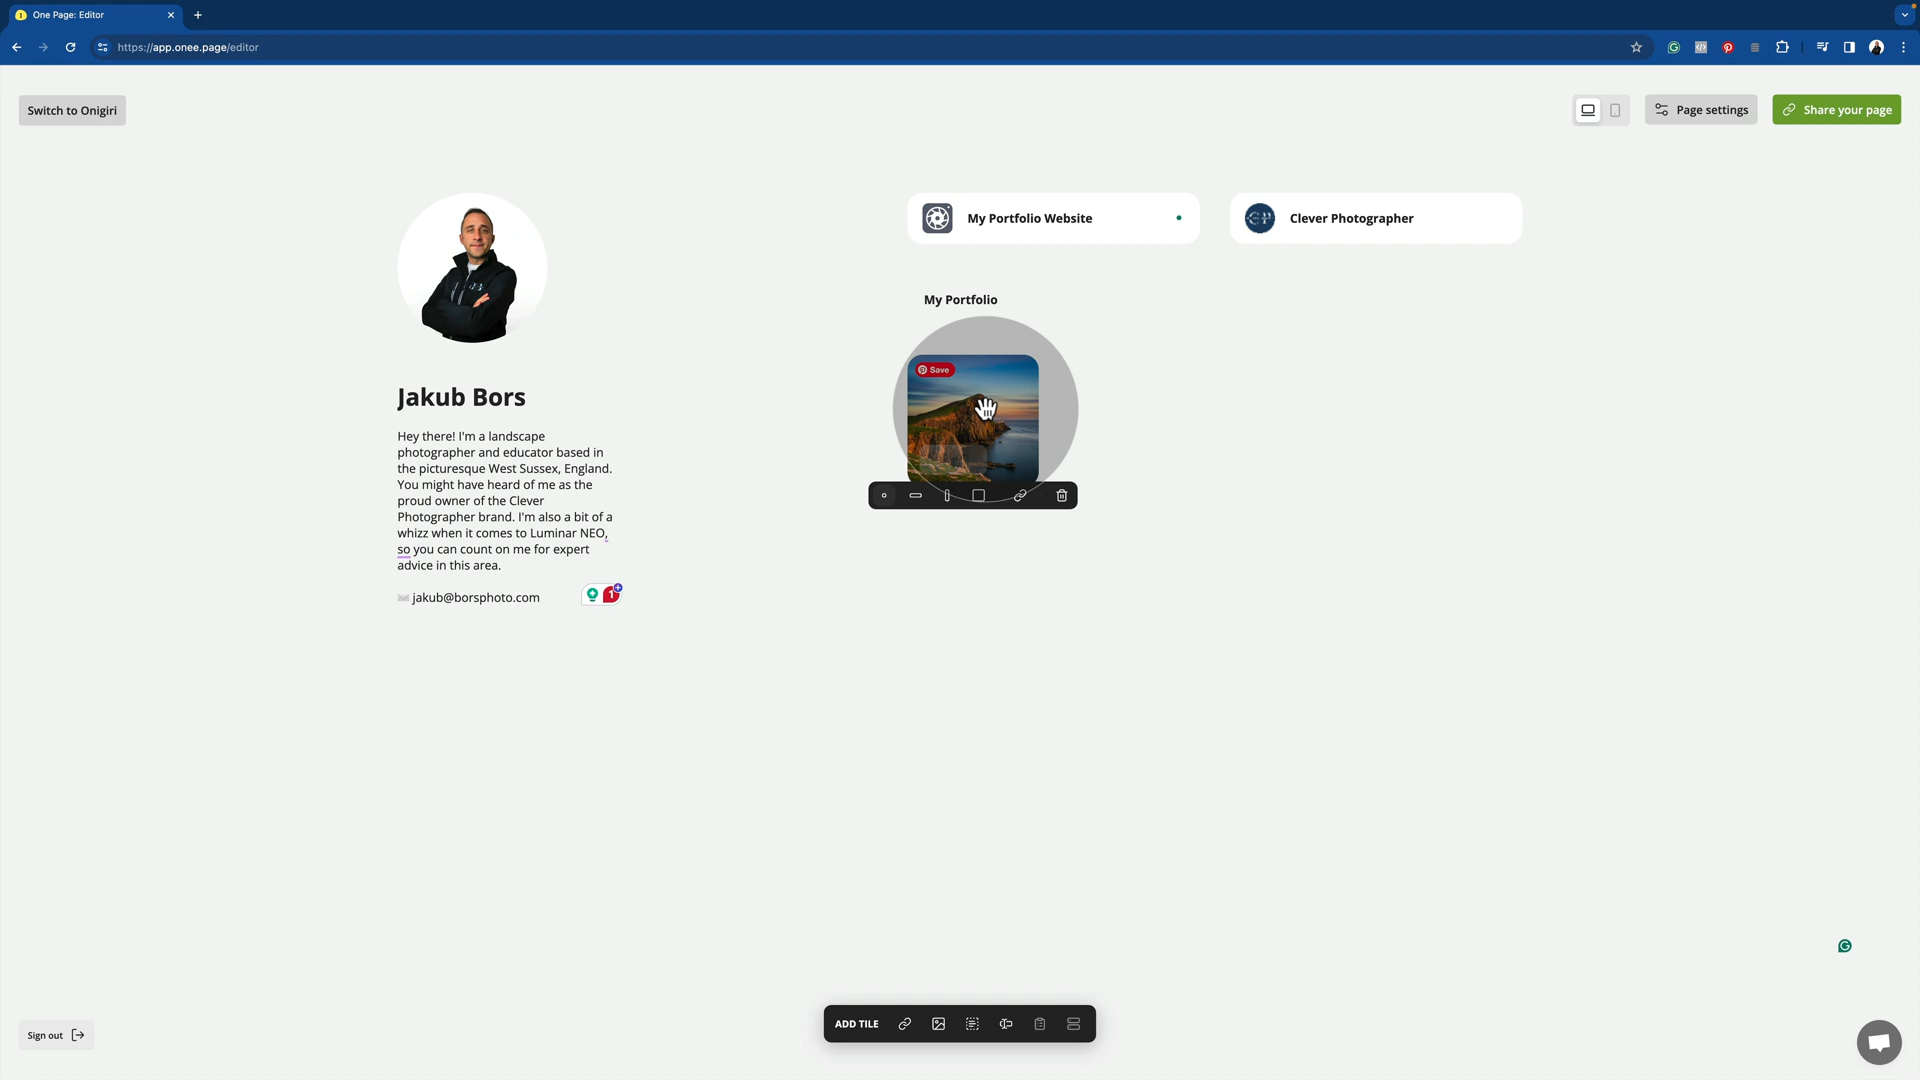 One Page: Editor
https://app.onee.page/editor
Switch to Onigiri
Page settings
Share your page
My Portfolio Website
CP
Clever Photographer
My Portfolio
Save
Jakub Bors
Hey there! I'm a landscape
photographer and educator based in
the picturesque West Sussex, England.
You might have heard of me as the
proud owner of the Clever
Photographer brand. I'm also a bit of a
whizz when it comes to Luminar NEO,
so you can count on me for expert
advice in this area.
jakub@borsphoto.com
1
ADD TILE
Sign out